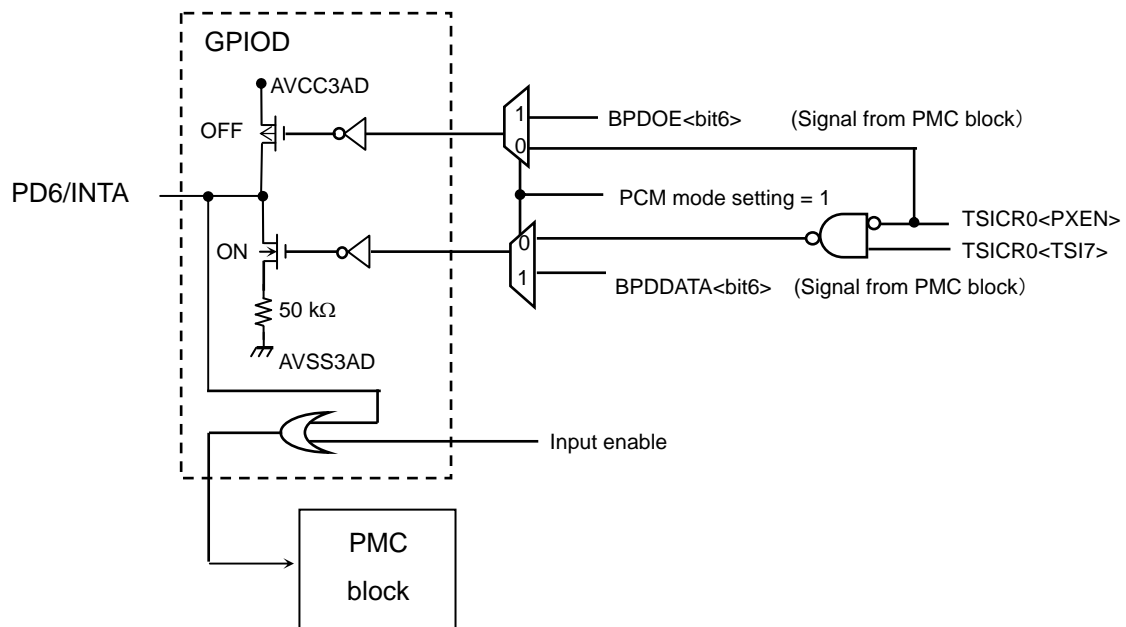 GPIOD
AVCC3AD
OFF
1
0
BPDOE<bit6> (Signal from PMC block）
PD6/INTA
PCM mode setting = 1
TSICR0<PXEN>
ON
0
1
TSICR0<TSI7>
BPDDATA<bit6> (Signal from PMC block）
50 kΩ
AVSS3AD
Input enable
PMC
block